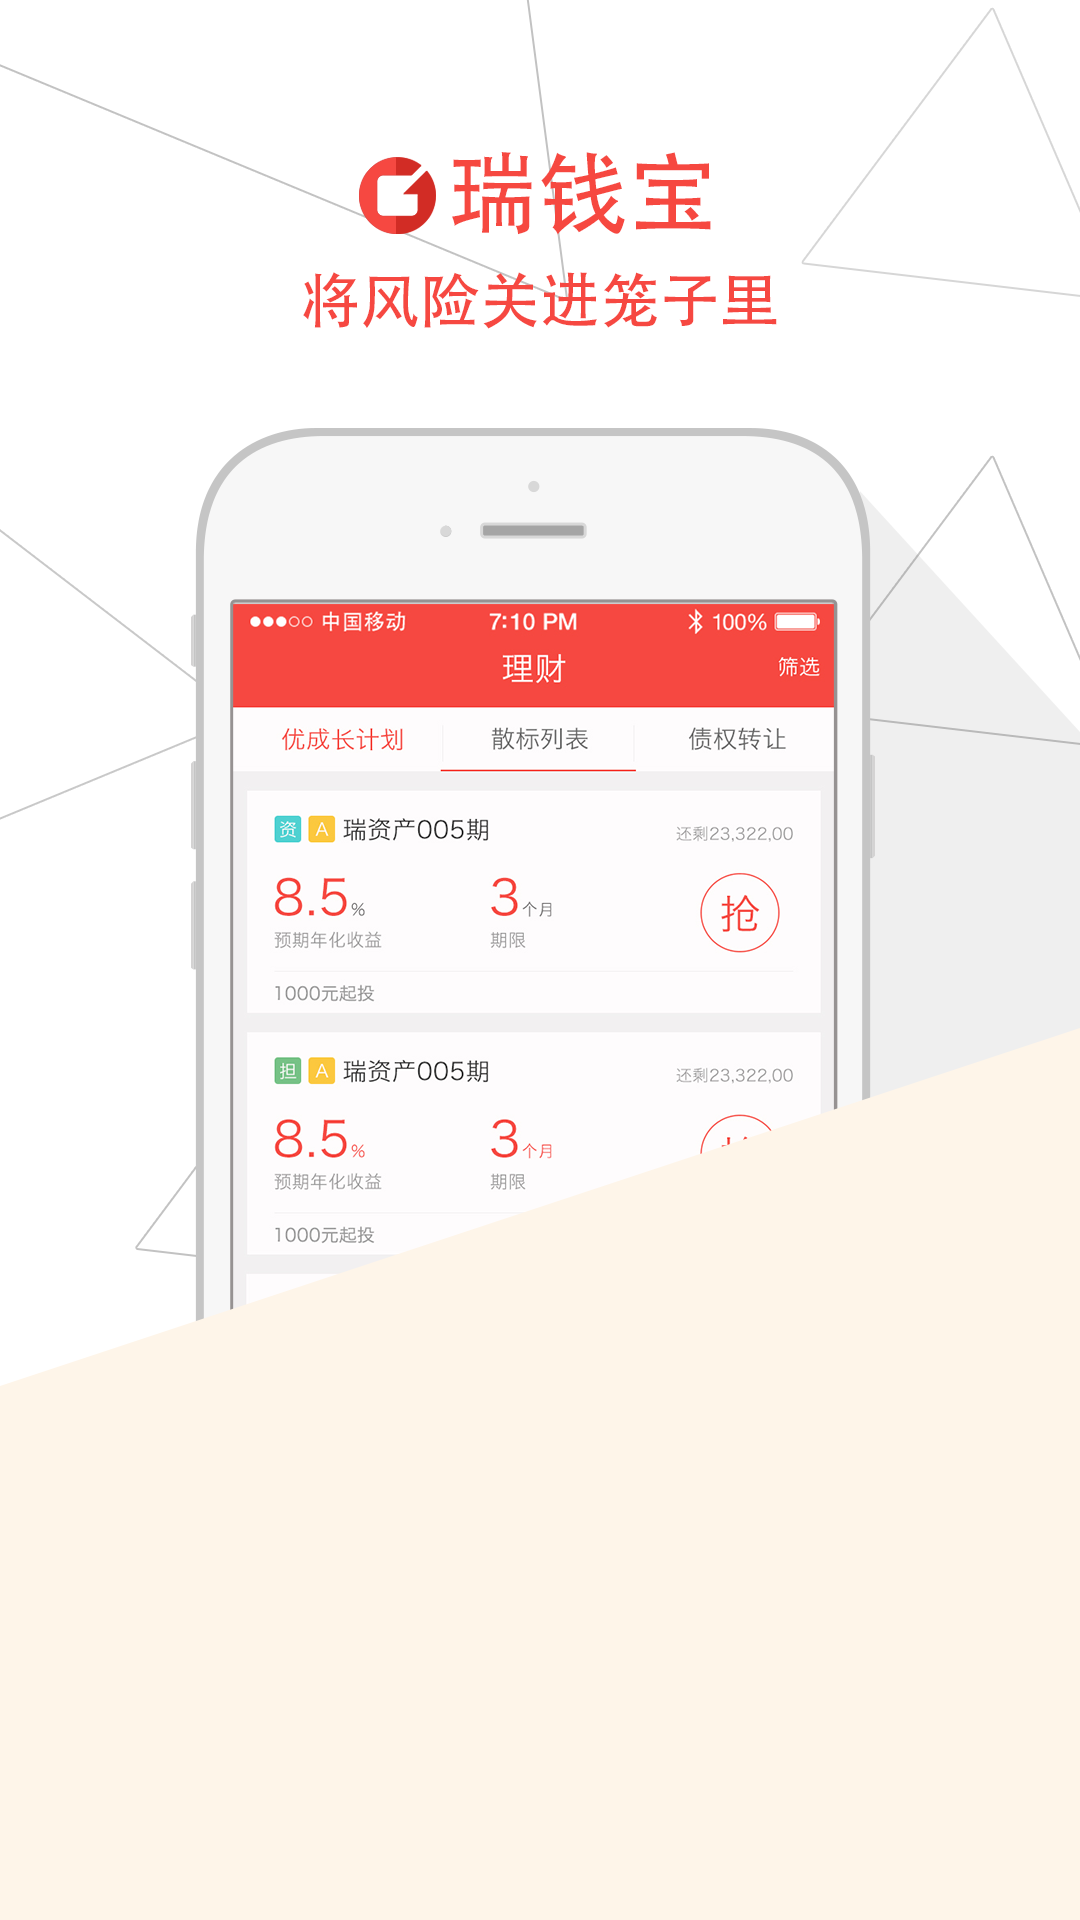 瑞钱宝
将风险关进笼子里
中国移动 7:10 PM 100%
理财 筛选
优成长计划 散标列表 债权转让
资 A 瑞资产005期 还剩23,322,00
8.5% 3个月 抢
预期年化收益 期限
1000元起投
担 A 瑞资产005期 还剩23,322,00
8.5% 3个月
预期年化收益 期限
1000元起投